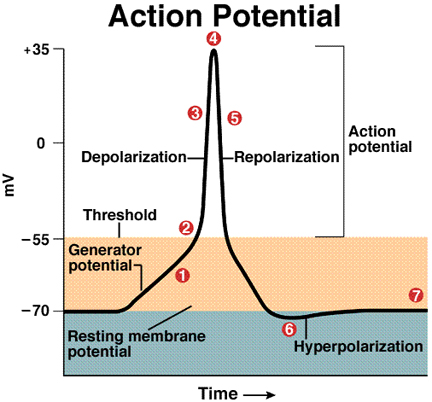 Action Potential
+35
4
3
5
0
Action
potential
Depolarization
Repolarization
mV
Threshold
2
−55
Generator
potential
1
7
−70
6
Resting membrane
potential
Hyperpolarization
Time →